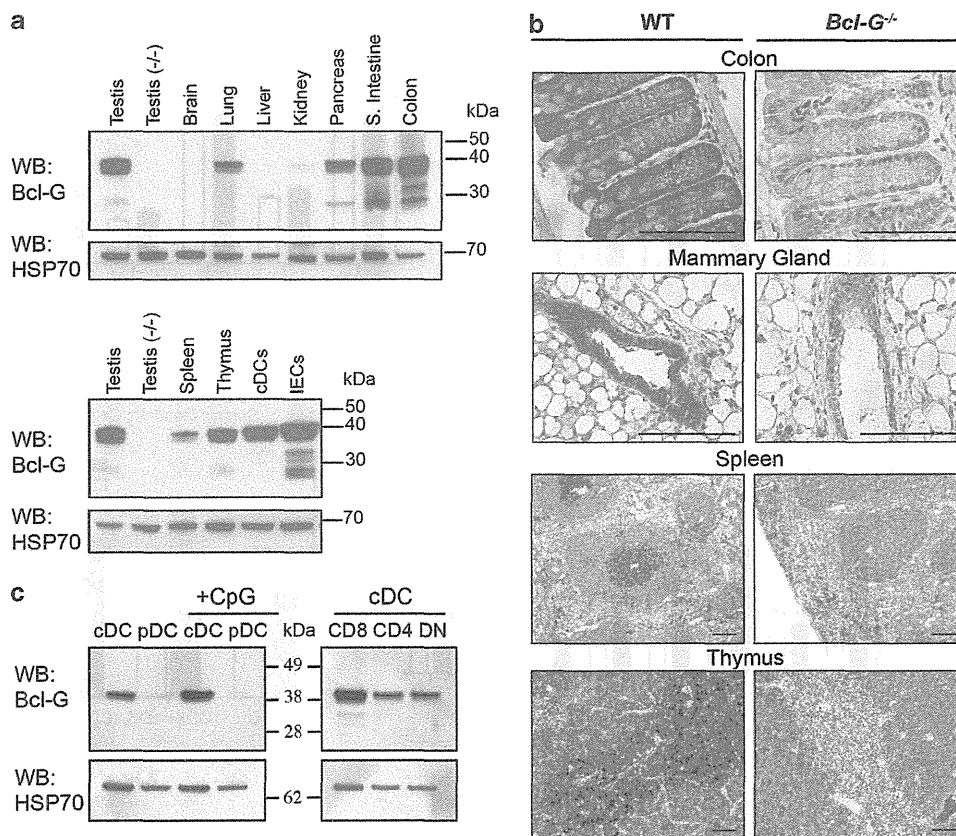 a
Testis
Testis (-/-)
Brain
Lung
Liver
Kidney
Pancreas
S. Intestine
Colon
kDa
WB:
Bcl-G
50
40
30
WB:
HSP70
70
Testis
Testis (-/-)
Spleen
Thymus
cDCs
IECs
kDa
WB:
Bcl-G
50
40
30
WB:
HSP70
70
c
+CpG
cDC
cDC pDC cDC pDC kDa CD8 CD4 DN
WB:
Bcl-G
49
38
28
WB:
HSP70
62
b
WT Bcl-G-/-
Colon
Mammary Gland
Spleen
Thymus